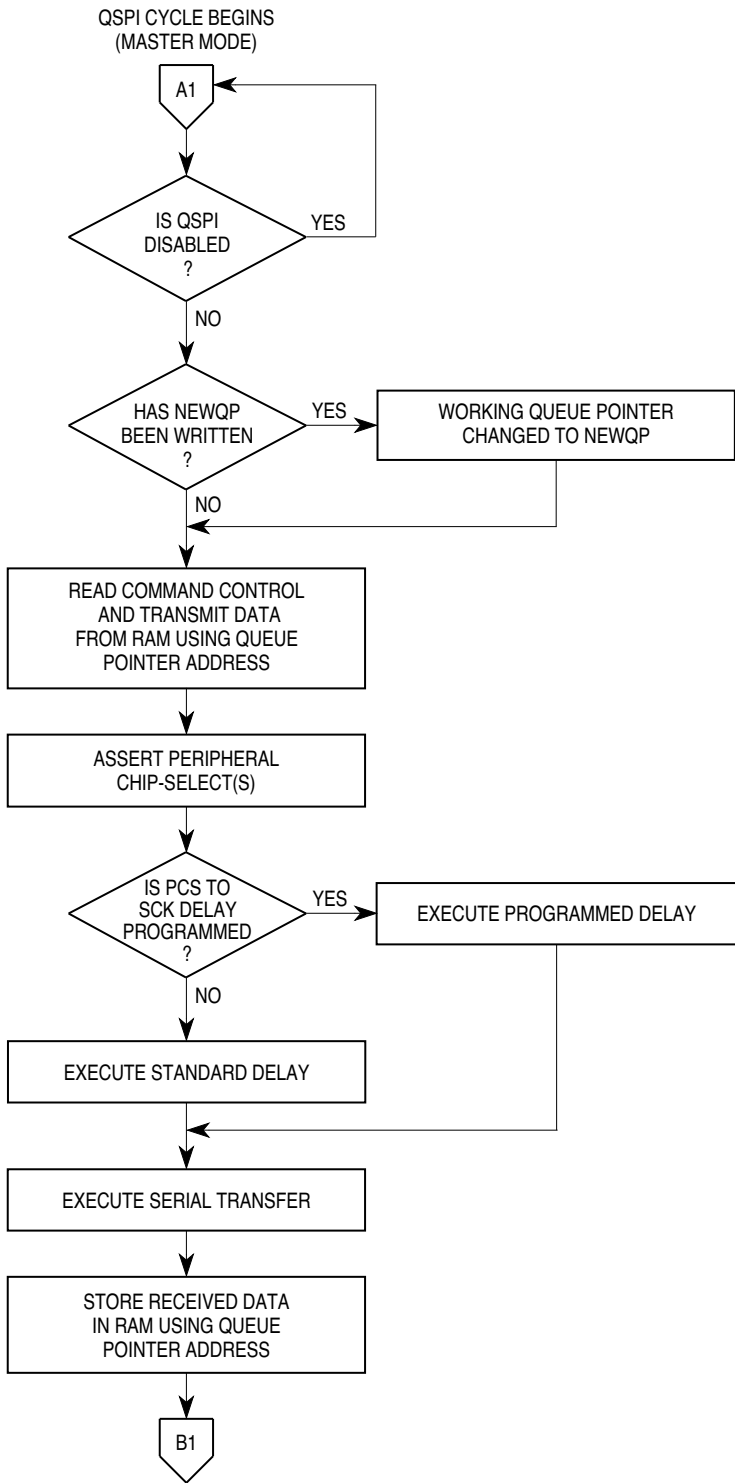 QSPI CYCLE BEGINS
(MASTER MODE)
A1
IS QSPI
DISABLED
?
YES
NO
HAS NEWQP
BEEN WRITTEN
?
YES
WORKING QUEUE POINTER
CHANGED TO NEWQP
NO
READ COMMAND CONTROL
AND TRANSMIT DATA
FROM RAM USING QUEUE
POINTER ADDRESS
ASSERT PERIPHERAL
CHIP-SELECT(S)
IS PCS TO
SCK DELAY
PROGRAMMED
?
YES
EXECUTE PROGRAMMED DELAY
NO
EXECUTE STANDARD DELAY
EXECUTE SERIAL TRANSFER
STORE RECEIVED DATA
IN RAM USING QUEUE
POINTER ADDRESS
B1